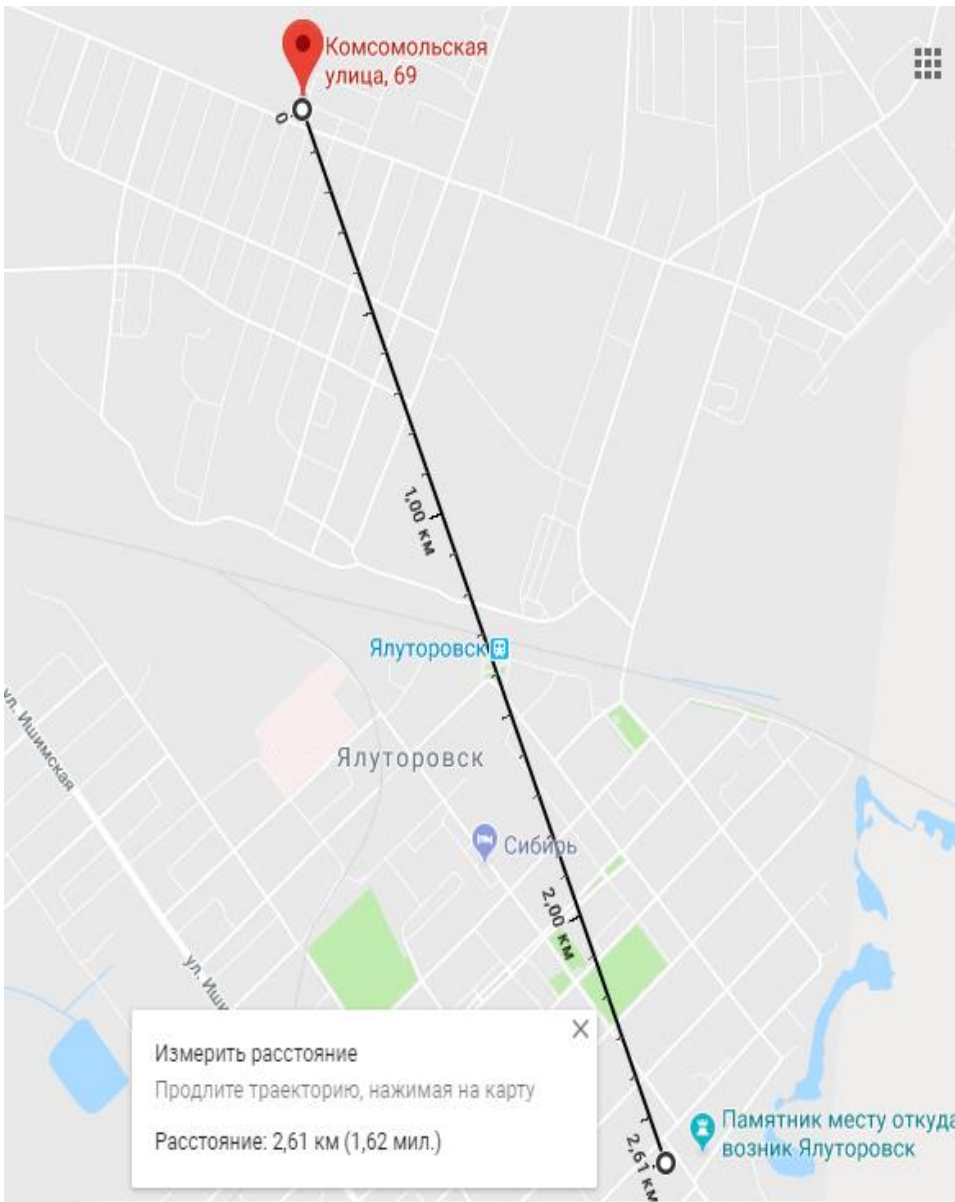 Комсомольская
улица, 69
0
1,00 км
Ялуторовск
ул. Ишимская
Ялуторовск
Сибирь
2,00 км
ул. Иши
Измерить расстояние
Продлите траекторию, нажимая на карту
Расстояние: 2,61 км (1,62 мил.)
2,61 км
Памятник месту откуда
возник Ялуторовск